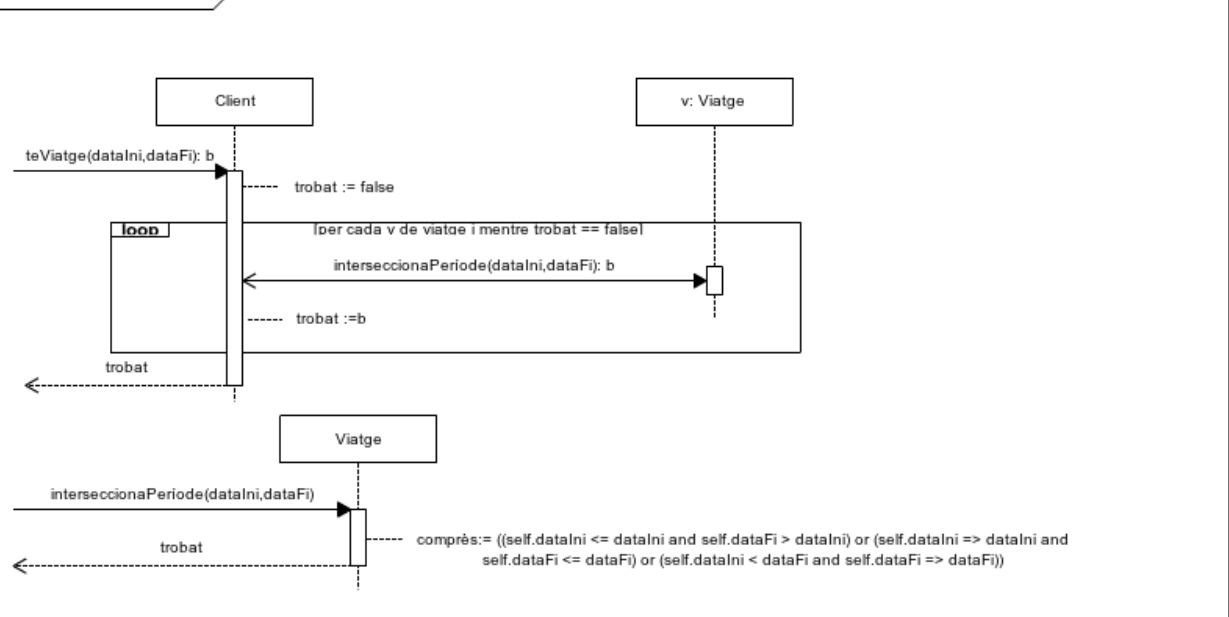 Client
v: Viatge
teViatge(dataIni,dataFi): b
trobat := false
loop
[per cada v de viatge i mentre trobat == false]
interseccionaPeríode(dataIni,dataFi): b
trobat :=b
trobat
Viatge
interseccionaPeríode(dataIni,dataFi)
trobat
comprès:= ((self.dataIni <= dataIni and self.dataFi > dataIni) or (self.dataIni => dataIni and
self.dataFi <= dataFi) or (self.dataIni < dataFi and self.dataFi => dataFi))